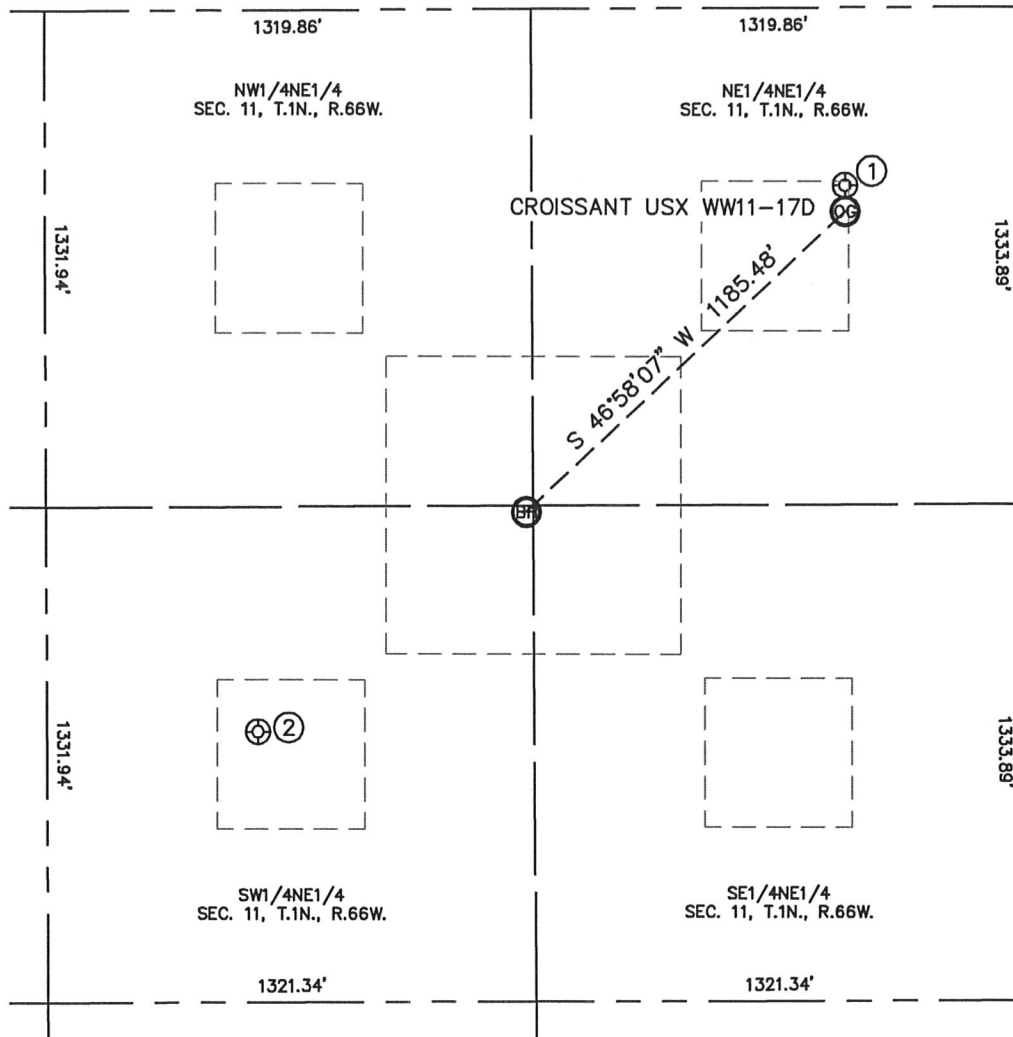 1319.86'
1319.86'
NW1/4NE1/4
SEC. 11, T.1N., R.66W.
NE1/4NE1/4
SEC. 11, T.1N., R.66W.
1
CROISSANT USX WW11-17D
OG
1331.94'
1333.89'
S 46°58'07" W 1185.48'
BH
2
1331.94'
1333.89'
SW1/4NE1/4
SEC. 11, T.1N., R.66W.
SE1/4NE1/4
SEC. 11, T.1N., R.66W.
1321.34'
1321.34'